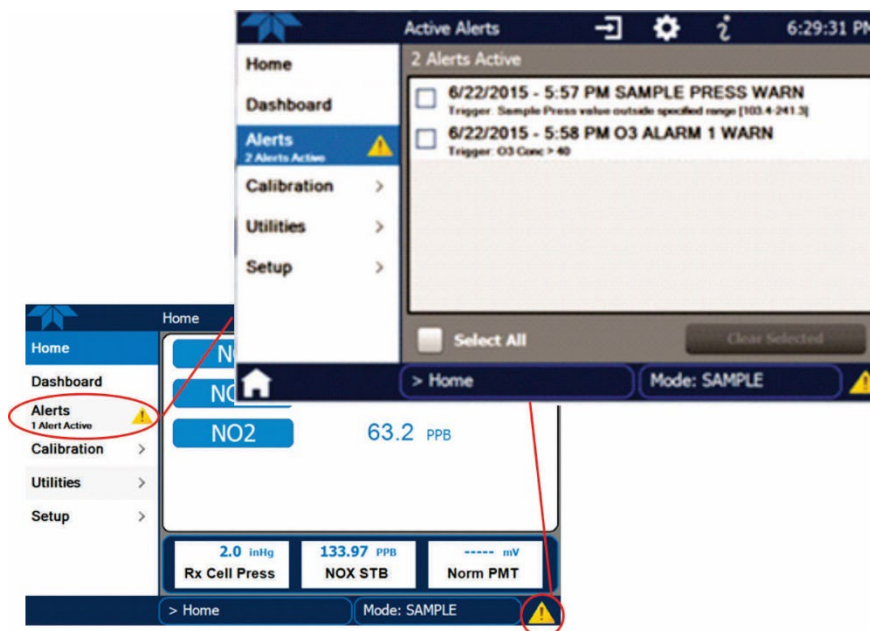 Active Alerts
6:29:31 PM
Home
Dashboard
Alerts
2 Alerts Active
Calibration >
Utilities >
Setup >
2 Alerts Active
6/22/2015 - 5:57 PM SAMPLE PRESS WARN
Trigger: Sample Press value outside specified range [103.4-241.3]
6/22/2015 - 5:58 PM O3 ALARM 1 WARN
Trigger: O3 Conc > 40
Select All
Clear Selected
> Home
Mode: SAMPLE
Home
Home
Dashboard
Alerts
1 Alert Active
Calibration >
Utilities >
Setup >
NO2
63.2 PPB
2.0 inHg
Rx Cell Press
133.97 PPB
NOX STB
----- mV
Norm PMT
> Home
Mode: SAMPLE